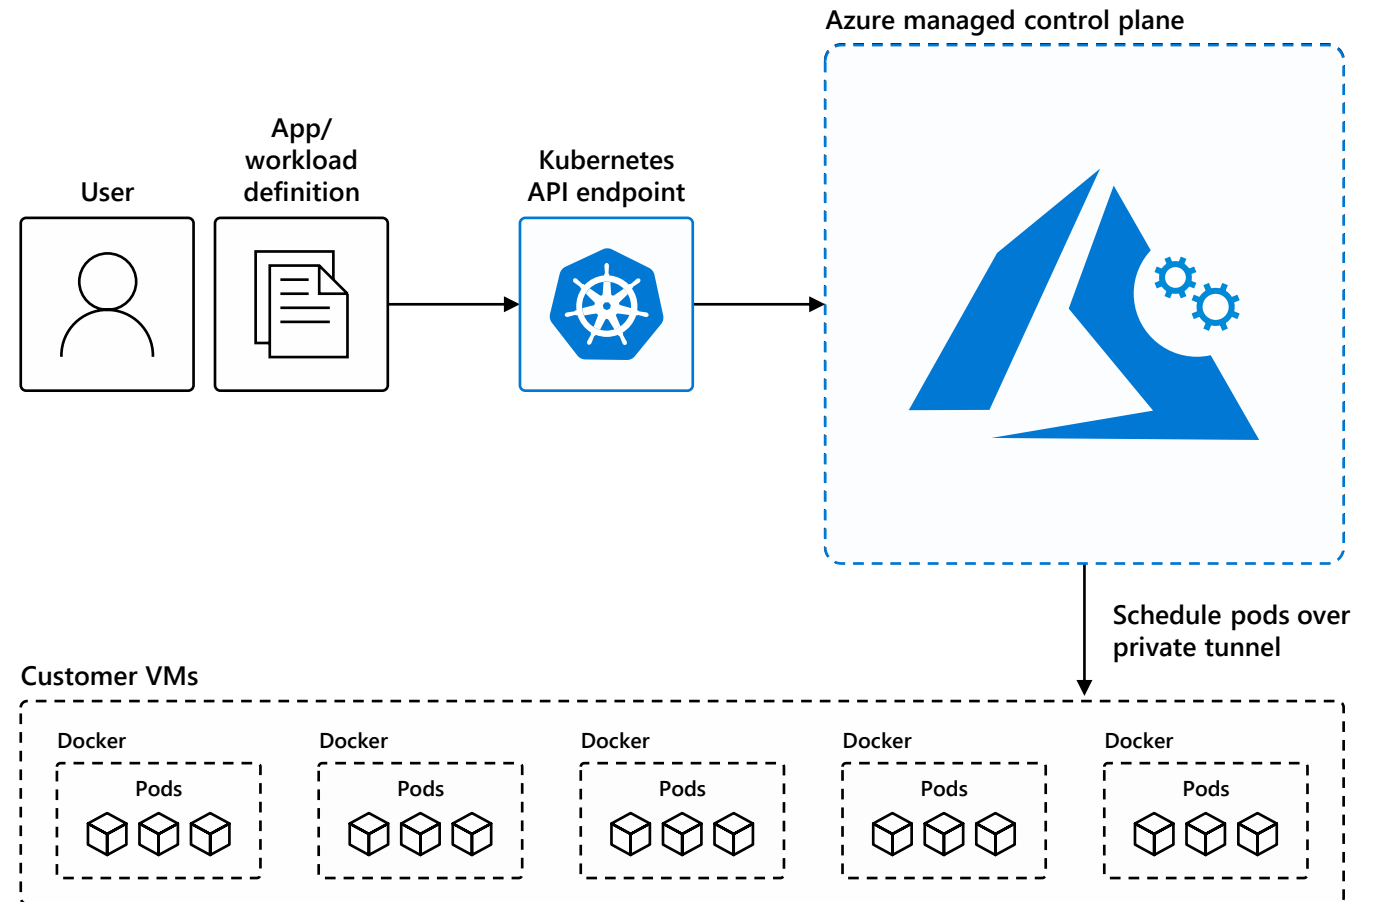 Azure managed control plane
User
App/
workload
definition
Kubernetes
API endpoint
Schedule pods over
private tunnel
Customer VMs
Docker
Pods
Docker
Pods
Docker
Pods
Docker
Pods
Docker
Pods